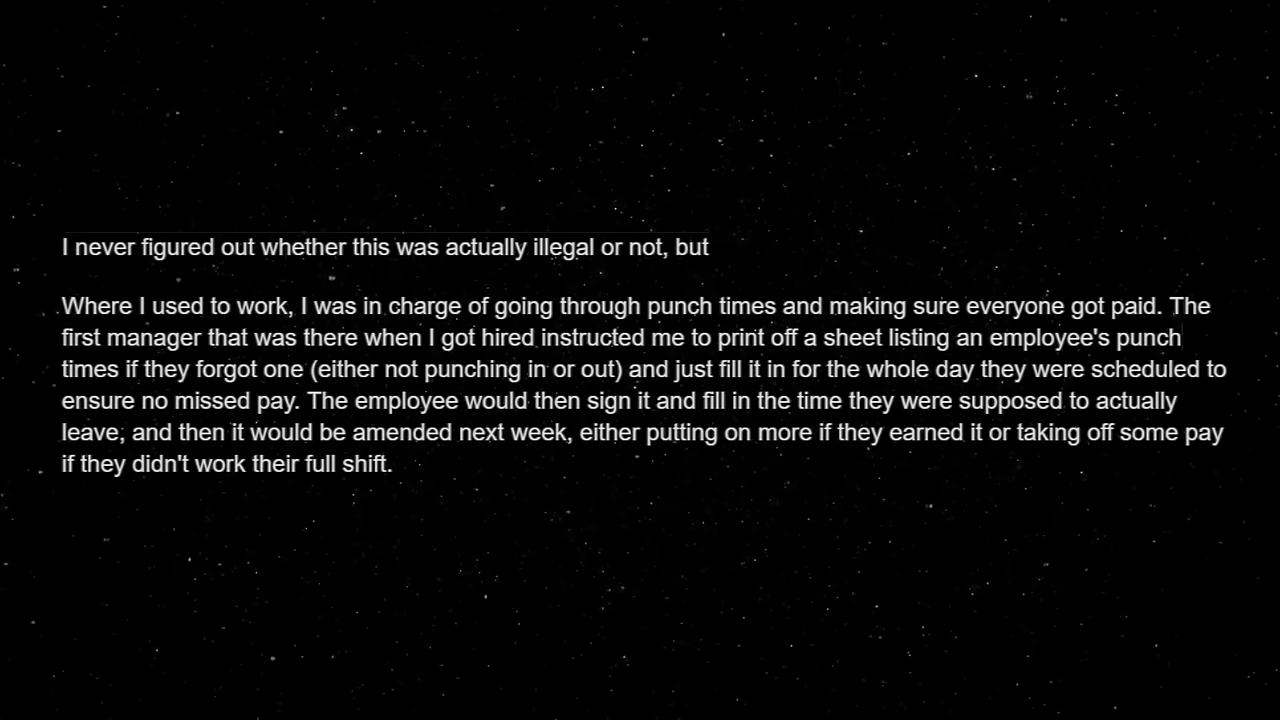 I never figured out whether this was actually illegal or not, but
Where I used to work, I was in charge of going through punch times and making sure everyone got paid. The
first manager that was there when I got hired instructed me to print off a sheet listing an employee's punch
times if they forgot one (either not punching in or out) and just fill it in for the whole day they were scheduled to
ensure no missed pay. The employee would then sign it and fill in the time they were supposed to actually
leave, and then it would be amended next week, either putting on more if they earned it or taking off some pay
if they didn't work their full shift.